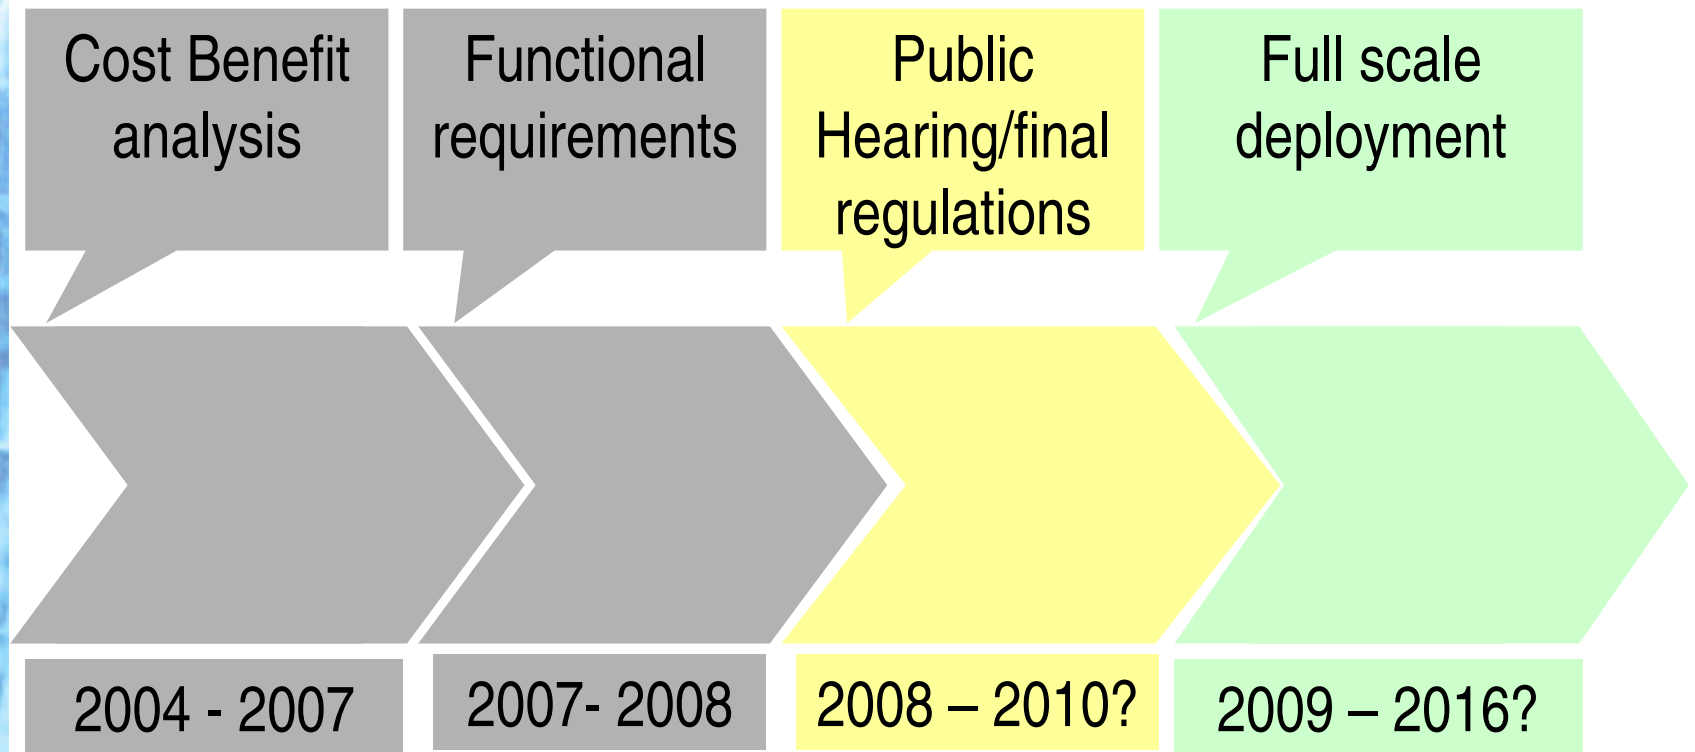 Cost Benefit
analysis
Functional
requirements
Public
Hearing/final
regulations
Full scale
deployment
2004 - 2007
2007- 2008
2008 – 2010?
2009 – 2016?